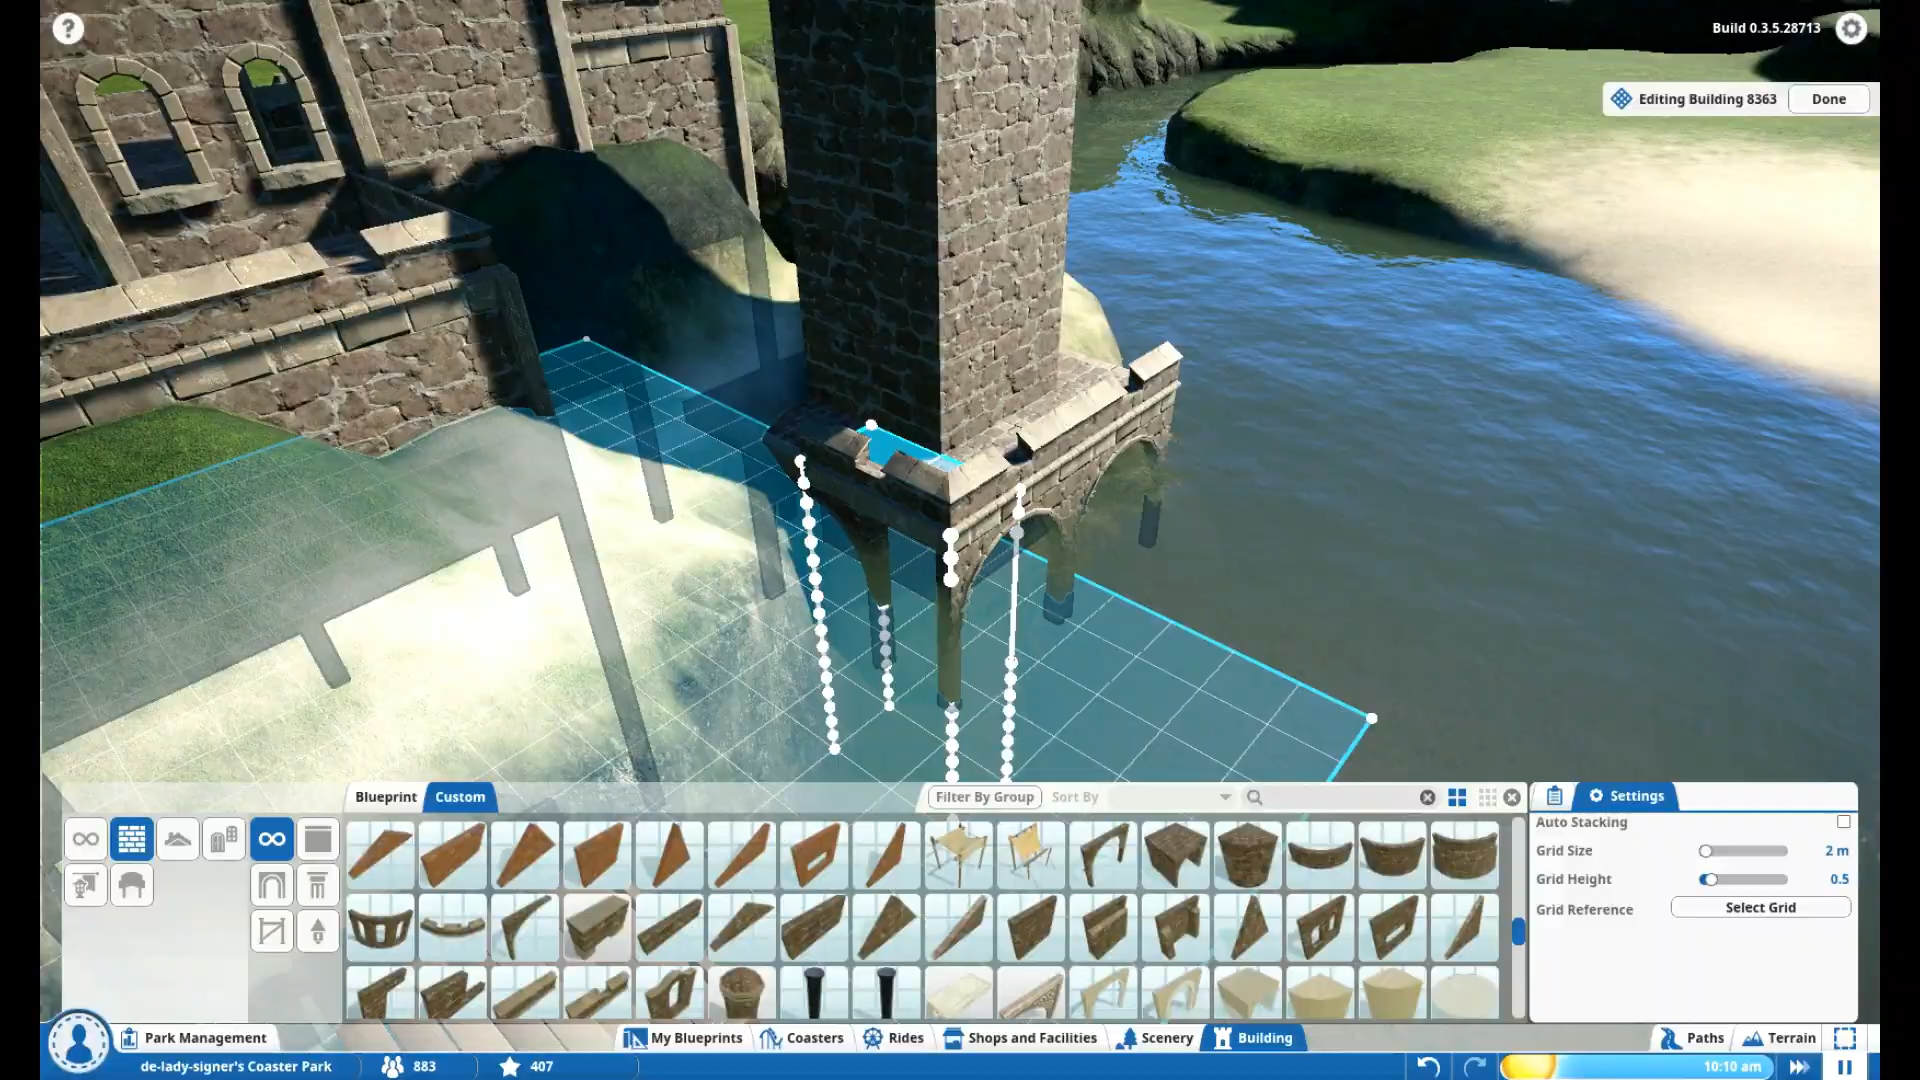 ?
Build 0.3.5.28713
Editing Building 8363
Done
Blueprint
Custom
Filter By Group
Sort By
Settings
Auto Stacking
Grid Size
2 m
Grid Height
0.5
Grid Reference
Select Grid
Park Management
My Blueprints
Coasters
Rides
Shops and Facilities
Scenery
Building
Paths
Terrain
de-lady-signer's Coaster Park
883
407
10:10 am